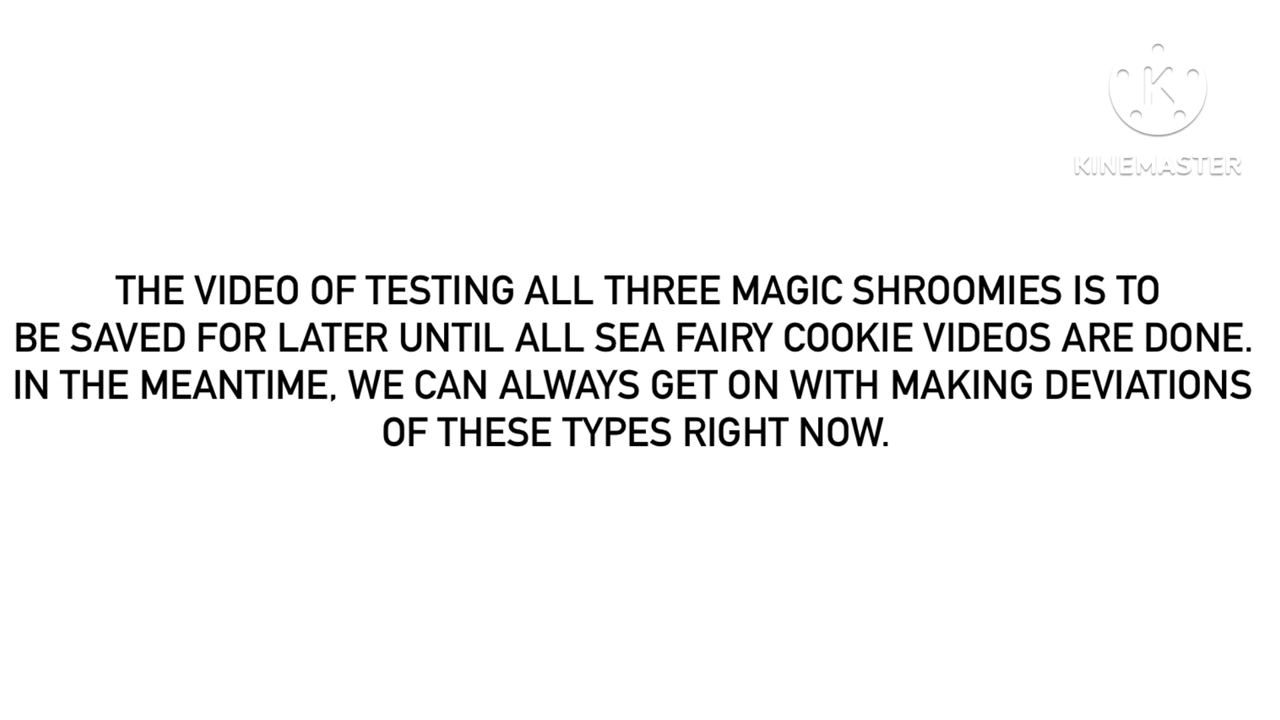 KINEMASTER
THE VIDEO OF TESTING ALL THREE MAGIC SHROOMIES IS TO
BE SAVED FOR LATER UNTIL ALL SEA FAIRY COOKIE VIDEOS ARE DONE.
IN THE MEANTIME, WE CAN ALWAYS GET ON WITH MAKING DEVIATIONS
OF THESE TYPES RIGHT NOW.